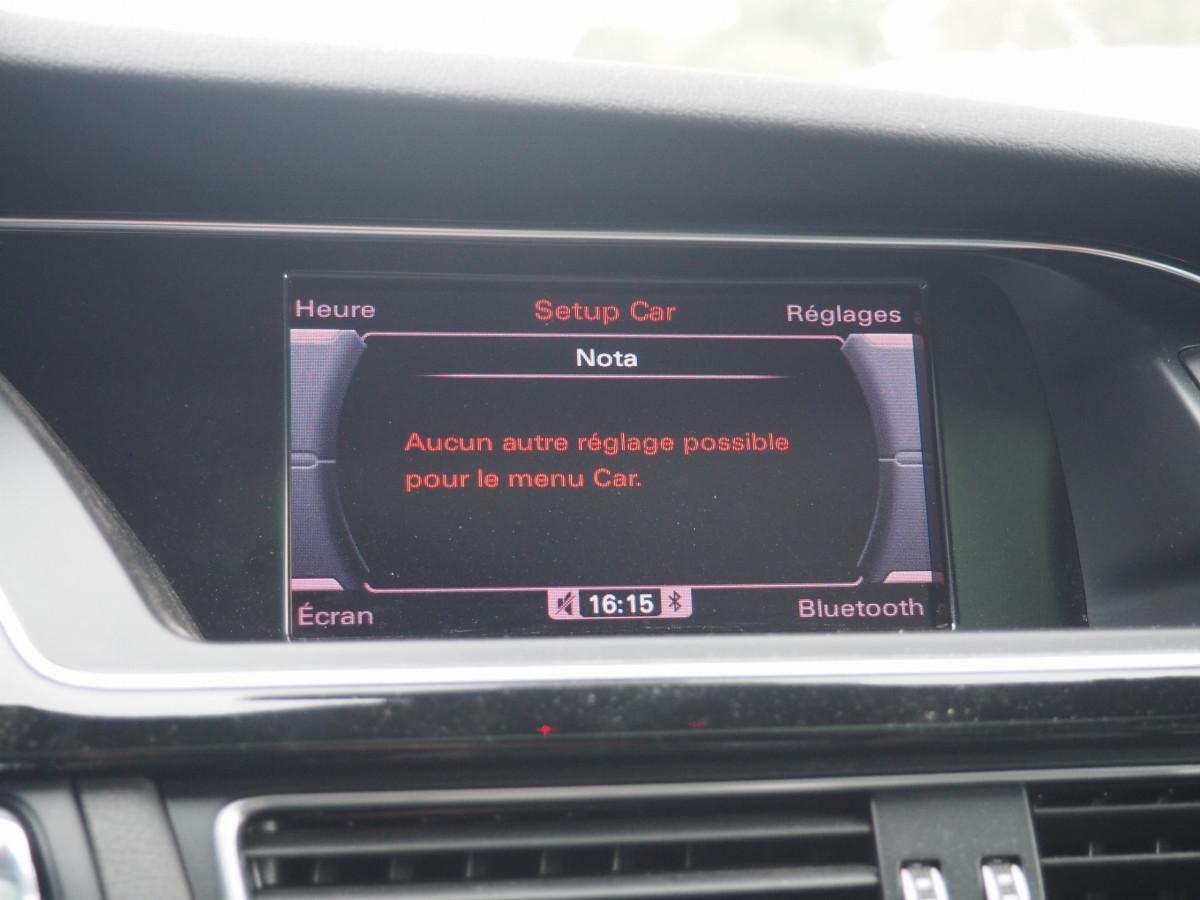 Heure
Setup Car
Réglages
Nota
Aucun autre réglage possible
pour le menu Car.
Écran
16:15
Bluetooth